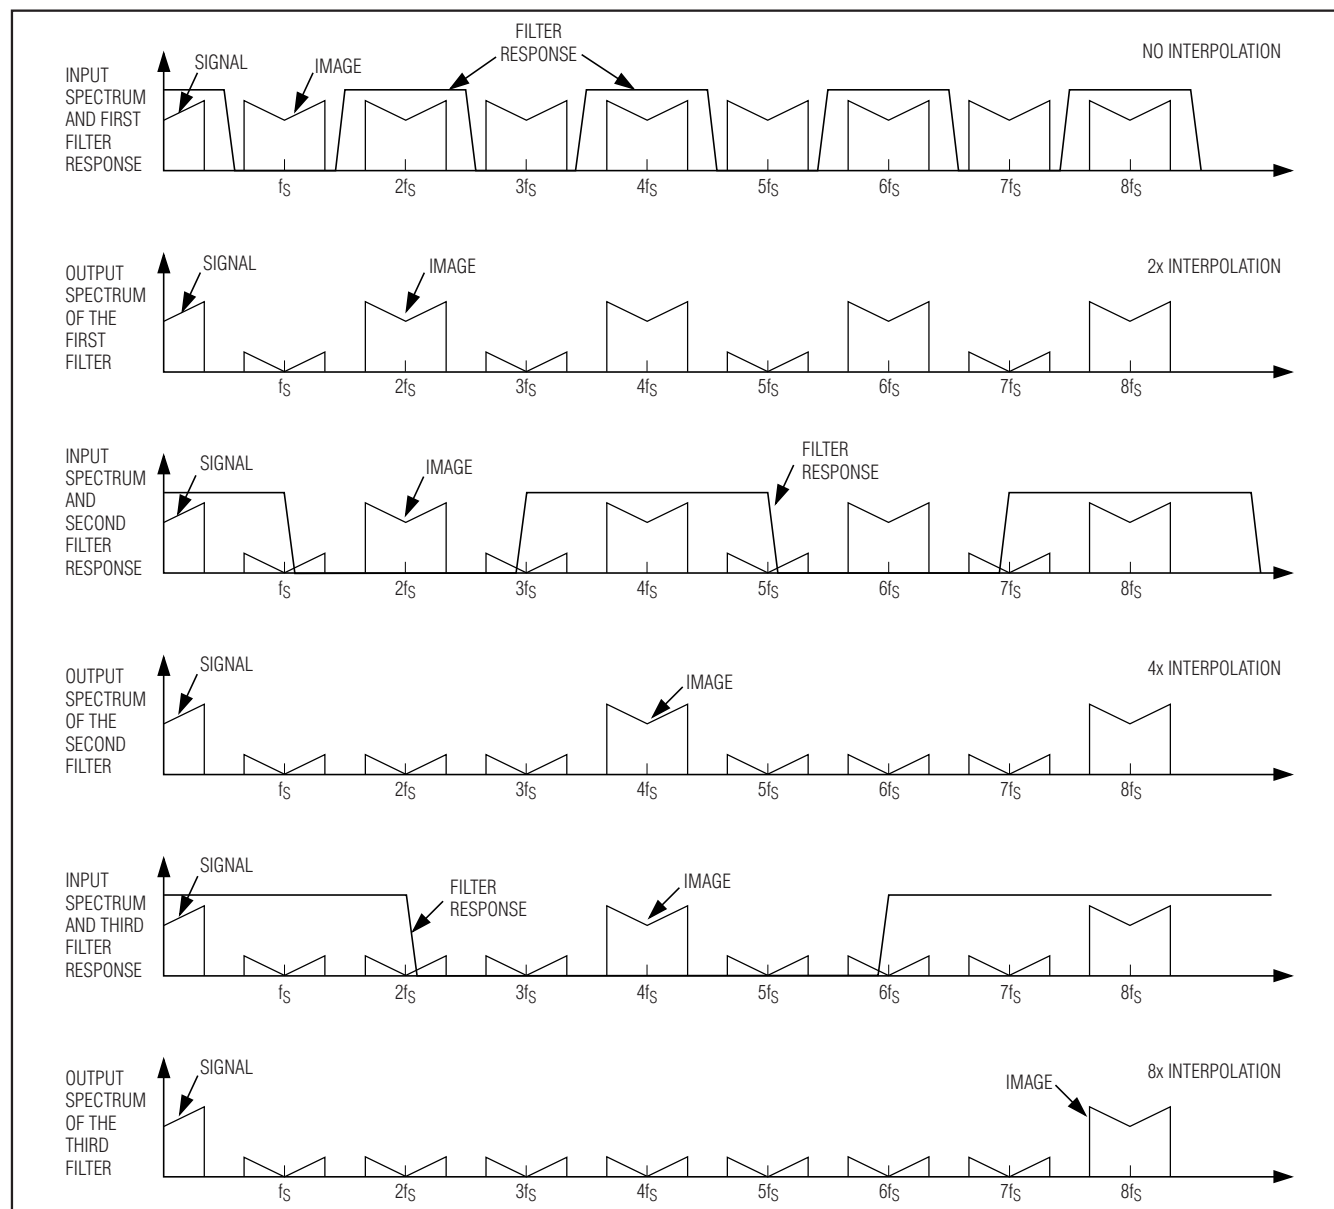 FILTER
RESPONSE
NO INTERPOLATION
SIGNAL
IMAGE
INPUT
SPECTRUM
AND FIRST
FILTER
RESPONSE
fS
2fS
3fS
4fS
5fS
6fS
7fS
8fS
SIGNAL
IMAGE
2x INTERPOLATION
OUTPUT
SPECTRUM
OF THE
FIRST
FILTER
fS
2fS
3fS
4fS
5fS
6fS
7fS
8fS
INPUT
SPECTRUM
AND
SECOND
FILTER
RESPONSE
SIGNAL
IMAGE
FILTER
RESPONSE
fS
2fS
3fS
4fS
5fS
6fS
7fS
8fS
SIGNAL
IMAGE
4x INTERPOLATION
OUTPUT
SPECTRUM
OF THE
SECOND
FILTER
fS
2fS
3fS
4fS
5fS
6fS
7fS
8fS
SIGNAL
INPUT
SPECTRUM
AND THIRD
FILTER
RESPONSE
FILTER
RESPONSE
IMAGE
fS
2fS
3fS
4fS
5fS
6fS
7fS
8fS
SIGNAL
IMAGE
8x INTERPOLATION
OUTPUT
SPECTRUM
OF THE
THIRD
FILTER
fS
2fS
3fS
4fS
5fS
6fS
7fS
8fS